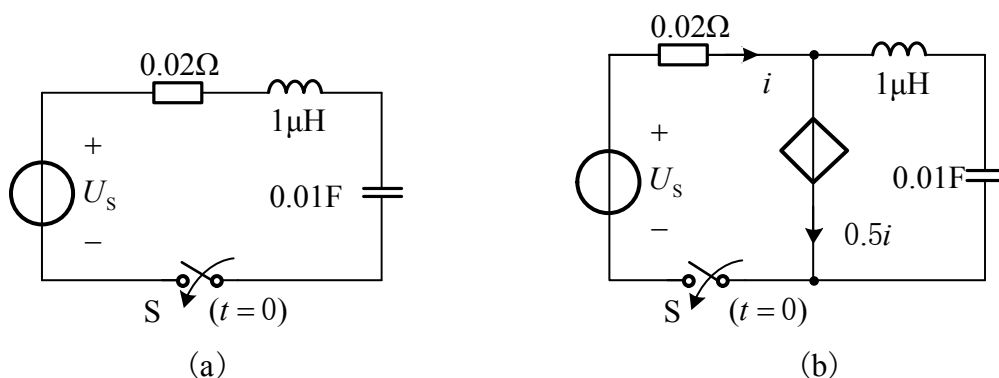 0.02Ω
1μH
+
U_S
−
0.01F
S
(t = 0)
(a)
0.02Ω
i
1μH
+
U_S
−
0.01F
0.5i
S
(t = 0)
(b)